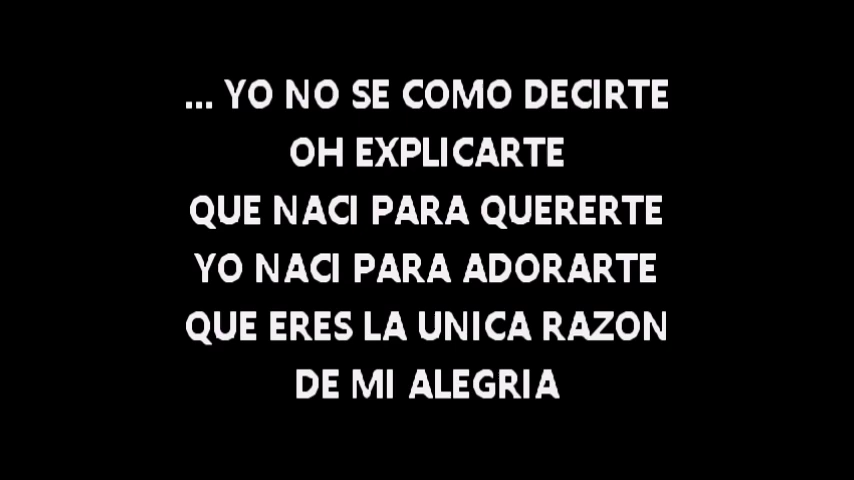 ... YO NO SE COMO DECIRTE
OH EXPLICARTE
QUE NACI PARA QUERERTE
YO NACI PARA ADORARTE
QUE ERES LA UNICA RAZON
DE MI ALEGRIA